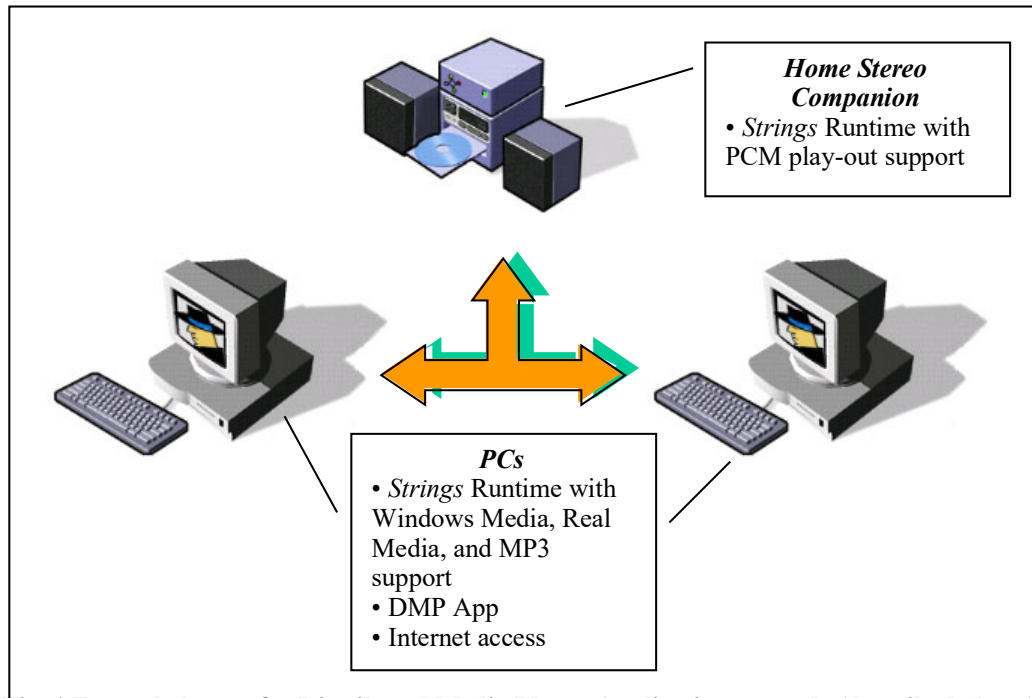 Home Stereo
Companion
• Strings Runtime with
PCM play-out support
PCs
• Strings Runtime with
Windows Media, Real
Media, and MP3
support
• DMP App
• Internet access